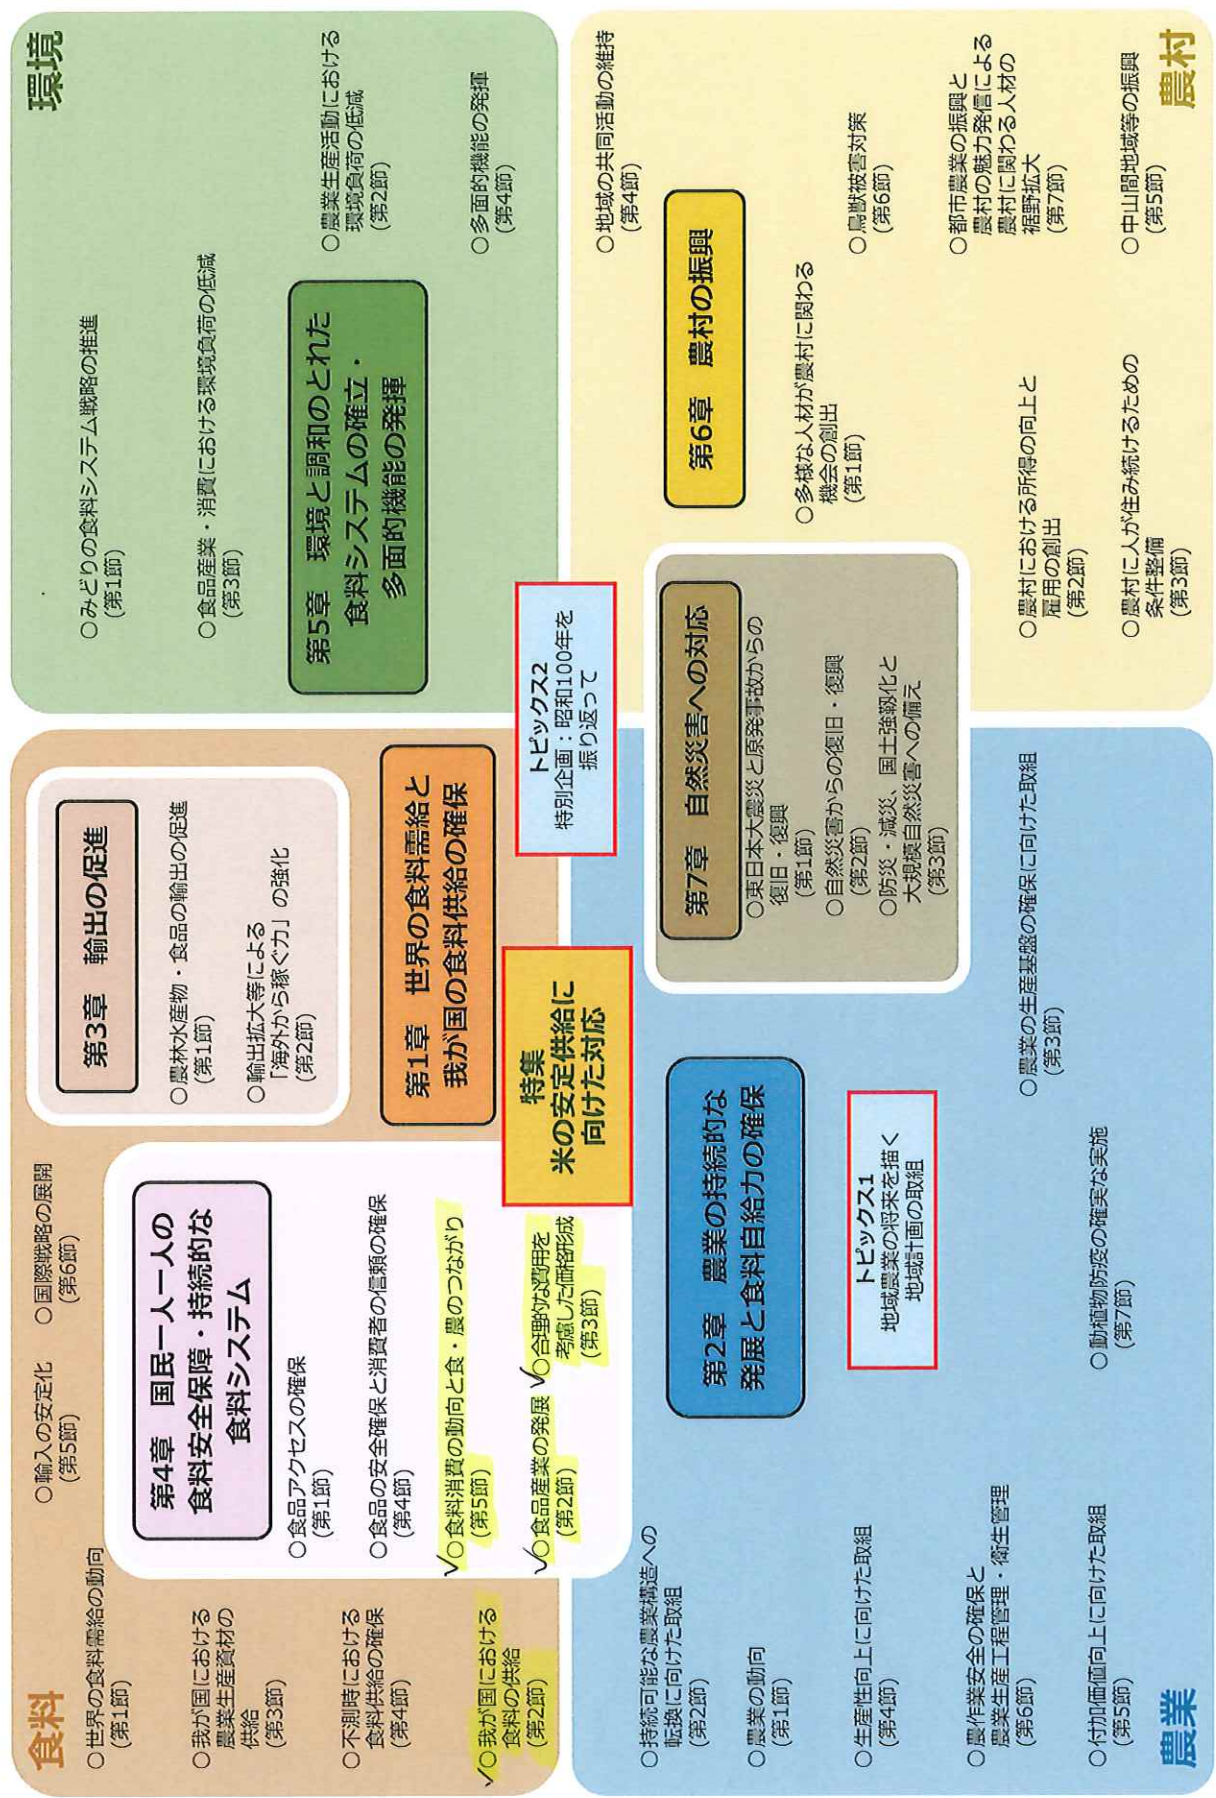 食料
○世界の食料需給の動向
(第1節)
○我が国における
農業生産資材の
供給
(第3節)
○不測時における
食料供給の確保
(第4節)
○我が国における
食料の供給
(第2節)
○輸入の安定化
(第5節)
○国際戦略の展開
(第6節)
第4章 国民一人一人の
食料安全保障・持続的な
食料システム
○食品アクセスの確保
(第1節)
○食品の安全確保と消費者の信頼の確保
(第4節)
○食料消費の動向と食・農のつながり
(第5節)
○食品産業の発展
(第2節)
○合理的な費用を
考慮した価格形成
(第3節)
第3章 輸出の促進
○農林水産物・食品の輸出の促進
(第1節)
○輸出拡大等による
「海外から稼ぐ力」の強化
(第2節)
第1章 世界の食料需給と
我が国の食料供給の確保
特集
米の安定供給に
向けた対応
トピックス2
特別企画:昭和100年を
振り返って
環境
○みどりの食料システム戦略の推進
(第1節)
○食品産業・消費における環境負荷の低減
(第3節)
第5章 環境と調和のとれた
食料システムの確立・
多面的機能の発揮
○農業生産活動における
環境負荷の低減
(第2節)
○多面的機能の発揮
(第4節)
農業
○持続可能な農業構造への
転換に向けた取組
(第2節)
○農業の動向
(第1節)
○生産性向上に向けた取組
(第4節)
○農作業安全の確保と
農業生産工程管理・衛生管理
(第6節)
○付加価値向上に向けた取組
(第5節)
第2章 農業の持続的な
発展と食料自給力の確保
トピックス1
地域農業の将来を描く
地域計画の取組
○動植物防疫の確実な実施
(第7節)
○農業の生産基盤の確保に向けた取組
(第3節)
第7章 自然災害への対応
○東日本大震災と原発事故からの
復旧・復興
(第1節)
○自然災害からの復旧・復興
(第2節)
○防災・減災、国土強靱化と
大規模自然災害への備え
(第3節)
農村
第6章 農村の振興
○地域の共同活動の維持
(第4節)
○多様な人材が農村に関わる
機会の創出
(第1節)
○鳥獣被害対策
(第6節)
○都市農業の振興と
農村の魅力発信による
農村に関わる人材の
裾野拡大
(第7節)
○農村における所得の向上と
雇用の創出
(第2節)
○農村に人が住み続けるための
条件整備
(第3節)
○中山間地域等の振興
(第5節)